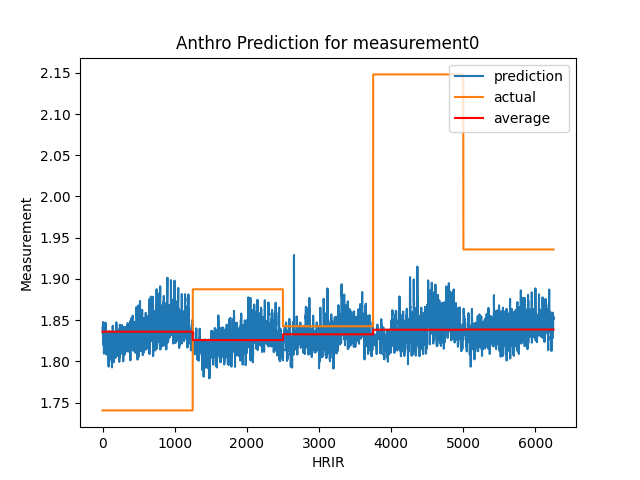 Anthro Prediction for measurement0
prediction
actual
average
Measurement
2.15
2.10
2.05
2.00
1.95
1.90
1.85
1.80
1.75
0 1000 2000 3000 4000 5000 6000
HRIR